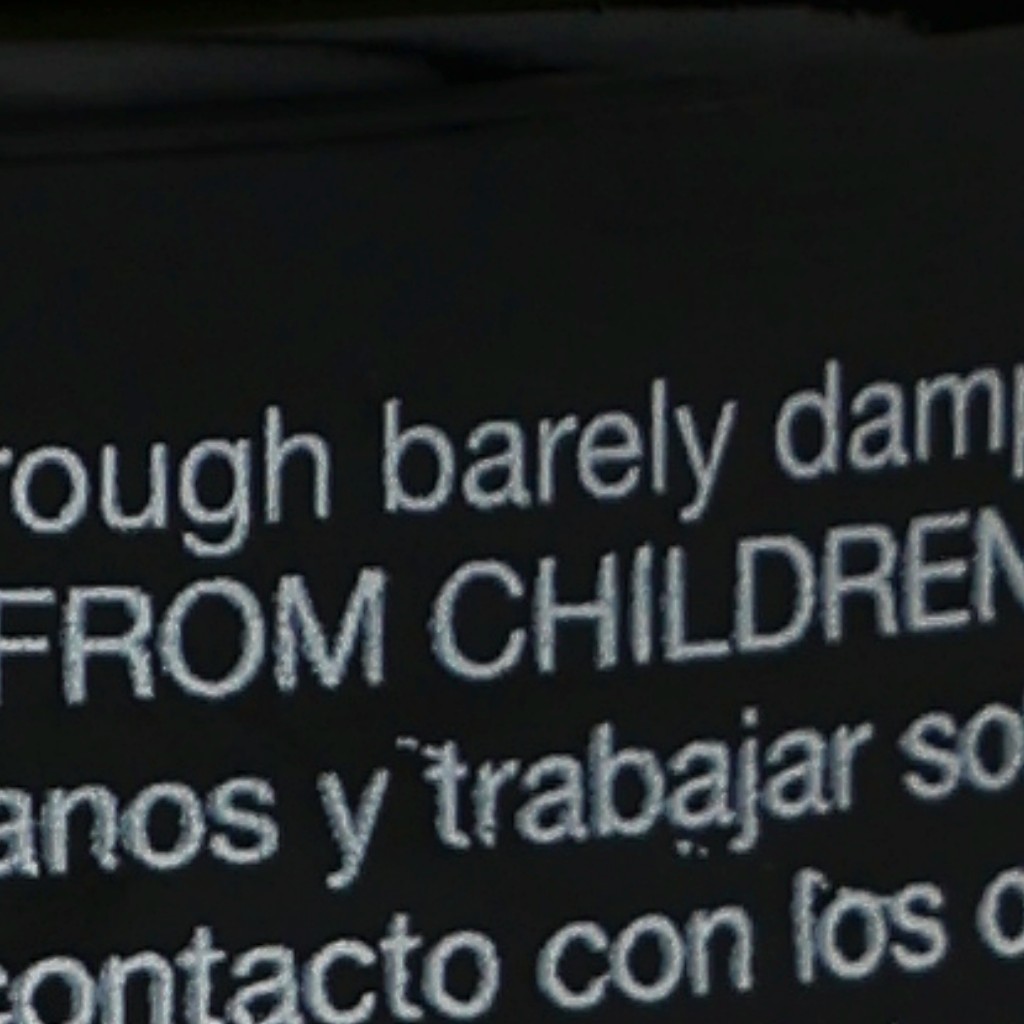 rough barely damp
FROM CHILDREN
anos y trabajar so
contacto con los